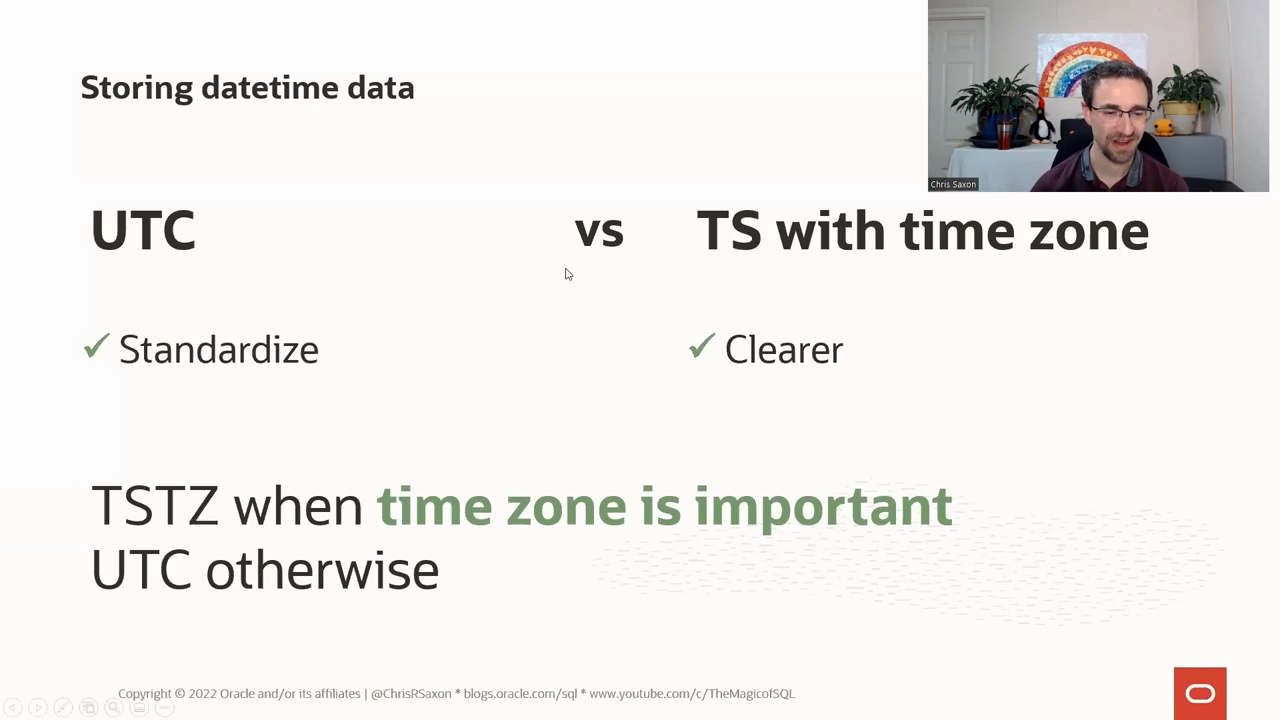 Storing datetime data
Chris Saxon
UTC
vs
TS with time zone
✓ Standardize
✓ Clearer
TSTZ when time zone is important
UTC otherwise
Copyright © 2022 Oracle and/or its affiliates | @ChrisRSaxon * blogs.oracle.com/sql * www.youtube.com/c/TheMagicofSQL